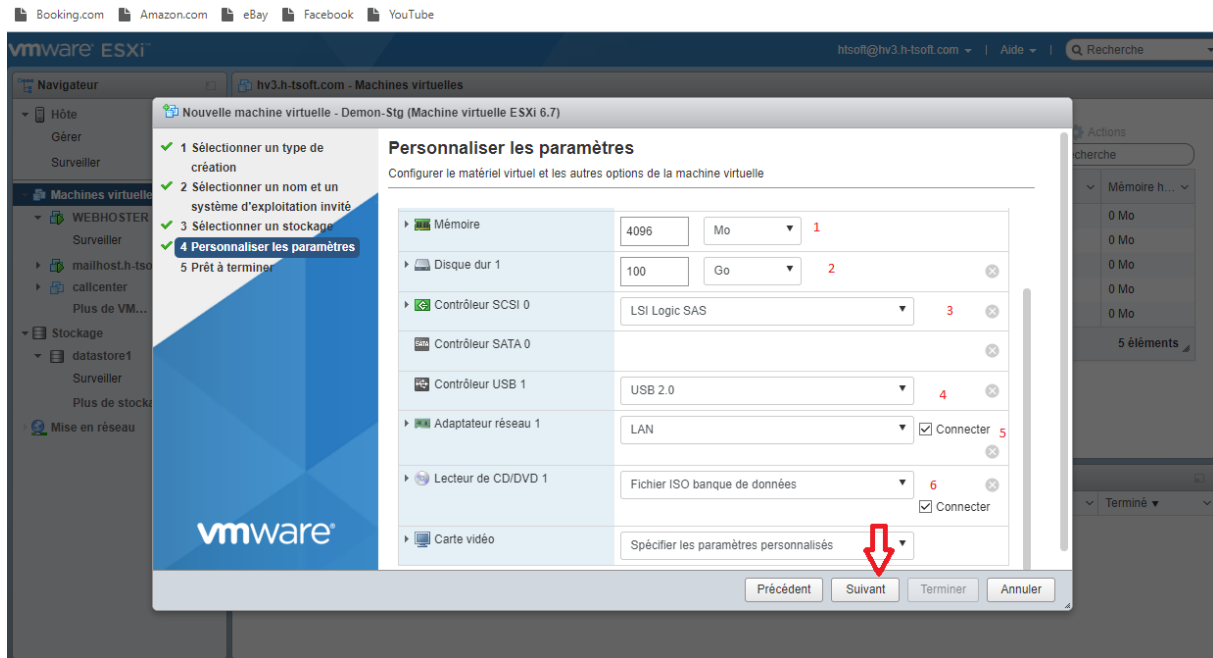 Booking.com Amazon.com eBay Facebook YouTube
vmware ESXi
htsoft@hv3.h-tsoft.com | Aide | Recherche
Navigateur
hv3.h-tsoft.com - Machines virtuelles
Hôte
Gérer
Surveiller
Machines virtuelle
WEBHOSTER
Surveiller
mailhost.h-tso
callcenter
Plus de VM...
Stockage
datastore1
Surveiller
Plus de stocka
Mise en réseau
Nouvelle machine virtuelle - Demon-Stg (Machine virtuelle ESXi 6.7)
1 Sélectionner un type de
création
2 Sélectionner un nom et un
système d'exploitation invité
3 Sélectionner un stockage
4 Personnaliser les paramètres
5 Prêt à terminer
vmware
Personnaliser les paramètres
Configurer le matériel virtuel et les autres options de la machine virtuelle
Mémoire 4096 Mo 1
Disque dur 1 100 Go 2
Contrôleur SCSI 0 LSI Logic SAS 3
Contrôleur SATA 0
SATA
Contrôleur USB 1 USB 2.0 4
Adaptateur réseau 1 LAN Connecter 5
Lecteur de CD/DVD 1 Fichier ISO banque de données 6
Connecter
Carte vidéo Spécifier les paramètres personnalisés
Précédent Suivant Terminer Annuler
Actions
cherche
Mémoire h...
0 Mo
0 Mo
0 Mo
0 Mo
0 Mo
5 éléments
Terminé